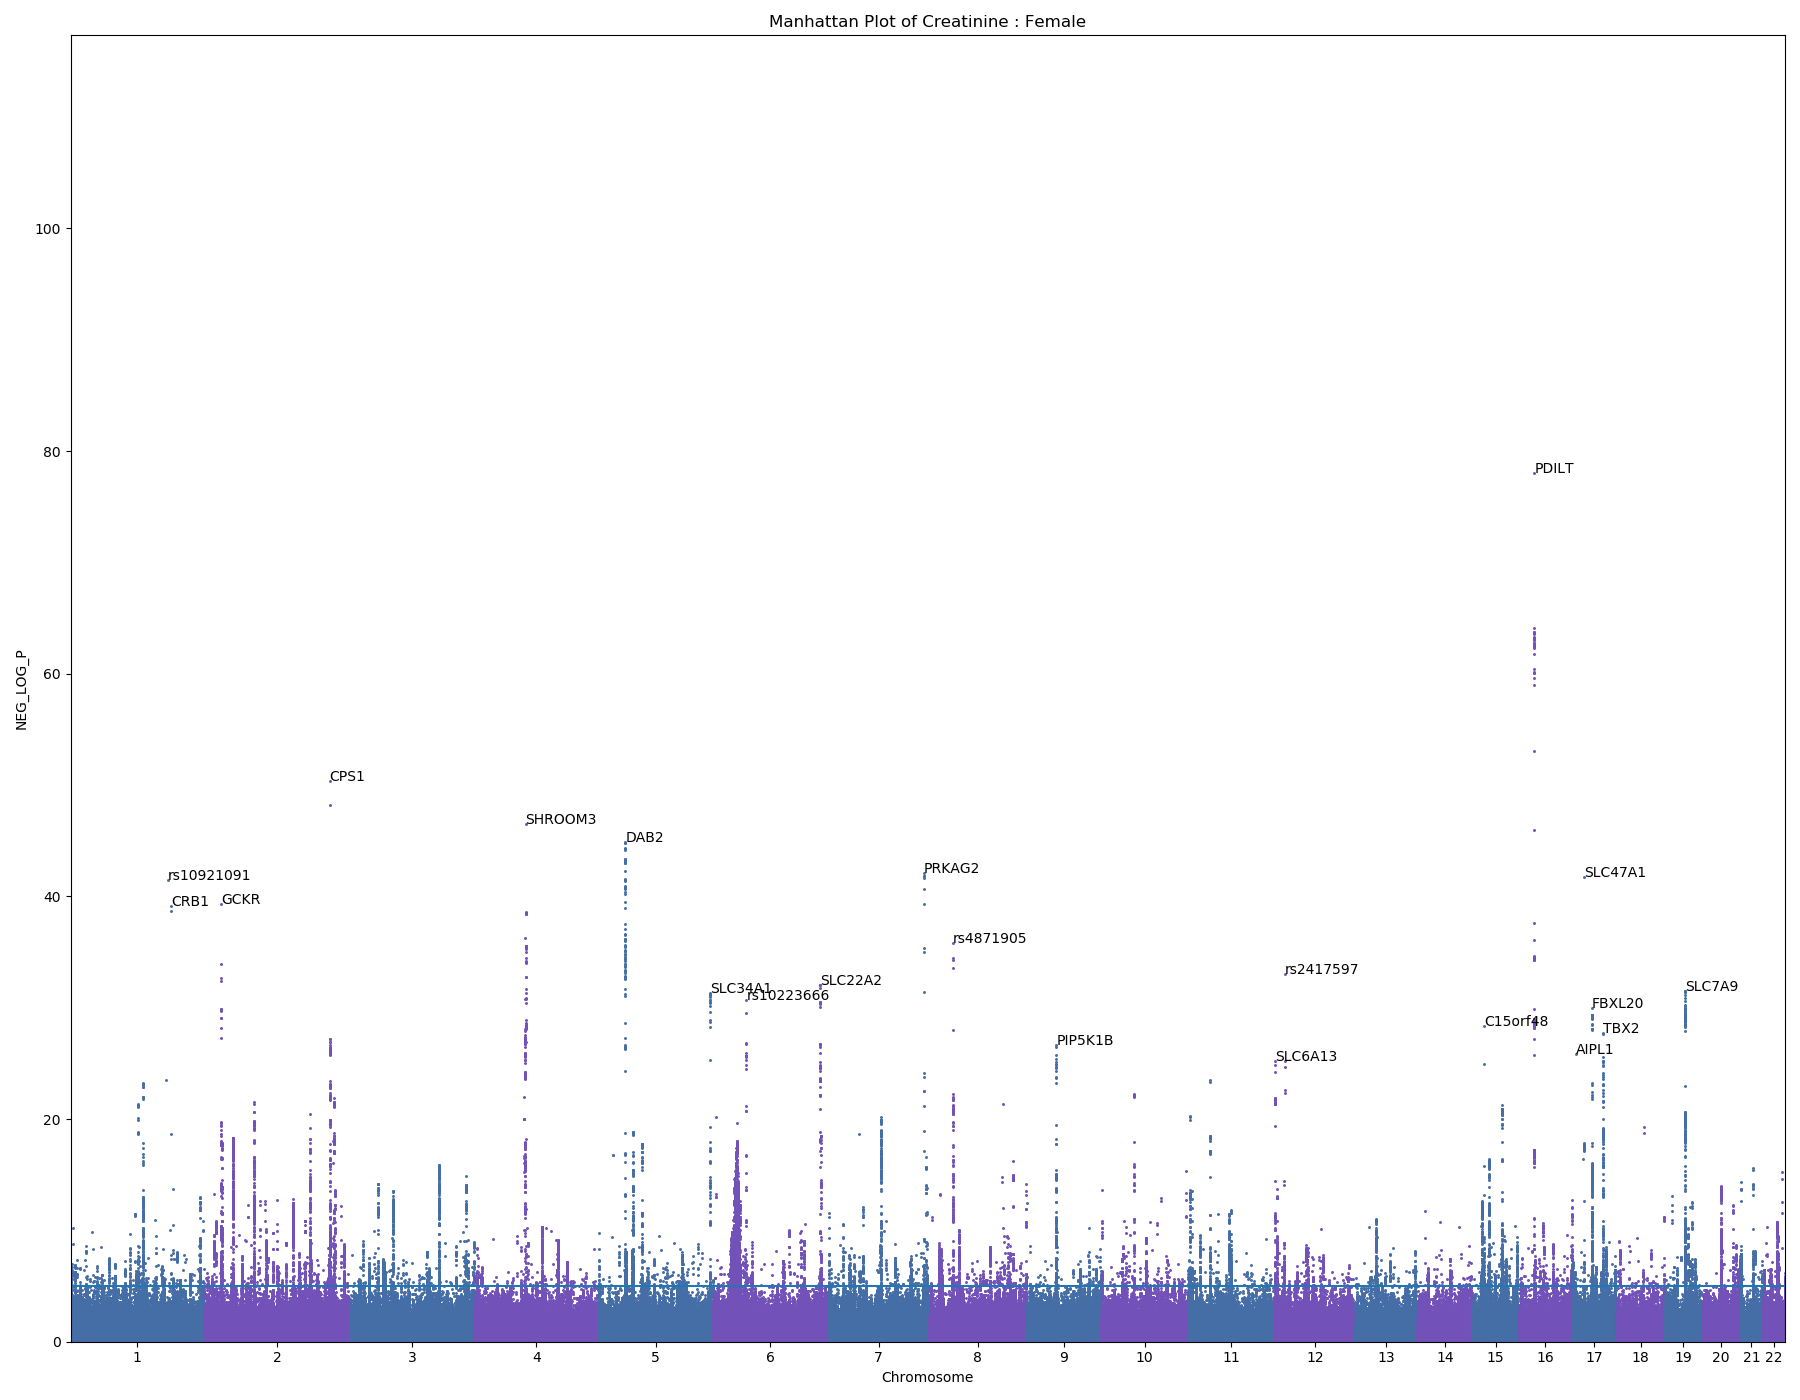 Manhattan Plot of Creatinine : Female
100
80
60
40
20
0
NEG_LOG_P
PDILT
CPS1
SHROOM3
DAB2
rs10921091
CRB1
GCKR
PRKAG2
SLC47A1
rs4871905
rs2417597
SLC34A1
rs10223666
SLC22A2
SLC7A9
FBXL20
C15orf48
TBX2
PIP5K1B
AIPL1
SLC6A13
1 2 3 4 5 6 7 8 9 10 11 12 13 14 15 16 17 18 19 20 21 22
Chromosome